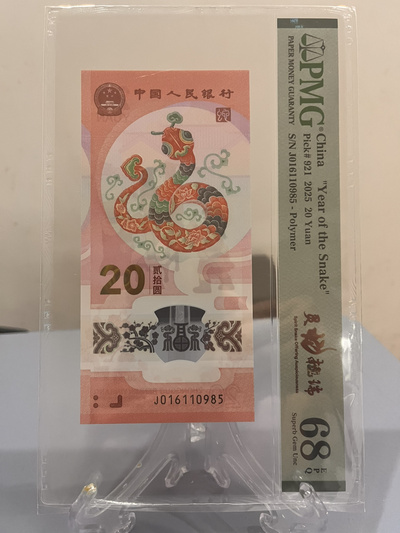 中国人民银行
20
贰拾圆
福
J016110985
PMG®
PAPER MONEY GUARANTY
China "Year of the Snake"
Pick# 921 2025 20 Yuan
S/N J016110985 - Polymer
68
E P Q
Superb Gem Unc